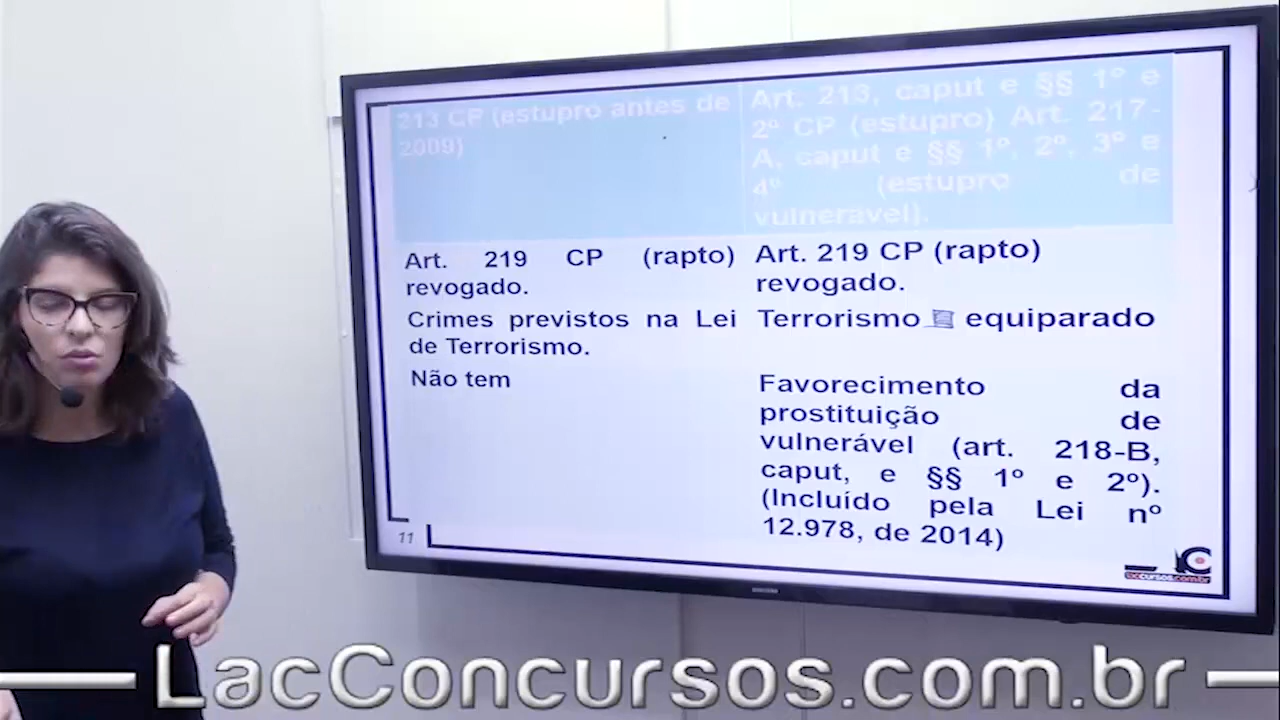 213 CP (estupro antes de
2009)
Art. 213, caput e §§ 1º e
2º CP (estupro) Art. 217-
A, caput e §§ 1º, 2º, 3º e
4º (estupro de
vulnerável).
Art. 219 CP (rapto)
revogado.
Art. 219 CP (rapto)
revogado.
Crimes previstos na Lei
de Terrorismo.
Terrorismo equiparado
Não tem
Favorecimento da
prostituição de
vulnerável (art. 218-B,
caput, e §§ 1º e 2º).
(Incluído pela Lei nº
12.978, de 2014)
11
laccursos.com.br
LacConcursos.com.br